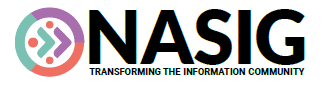 NASIG
TRANSFORMING THE INFORMATION COMMUNITY